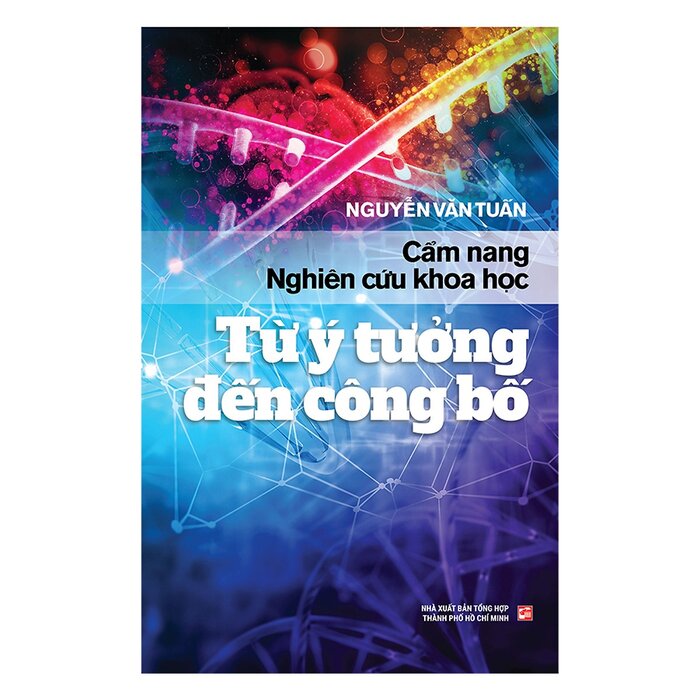 NGUYỄN VĂN TUẤN
Cẩm nang
Nghiên cứu khoa học
Từ ý tưởng
đến công bố
NHÀ XUẤT BẢN TỔNG HỢP
THÀNH PHỐ HỒ CHÍ MINH